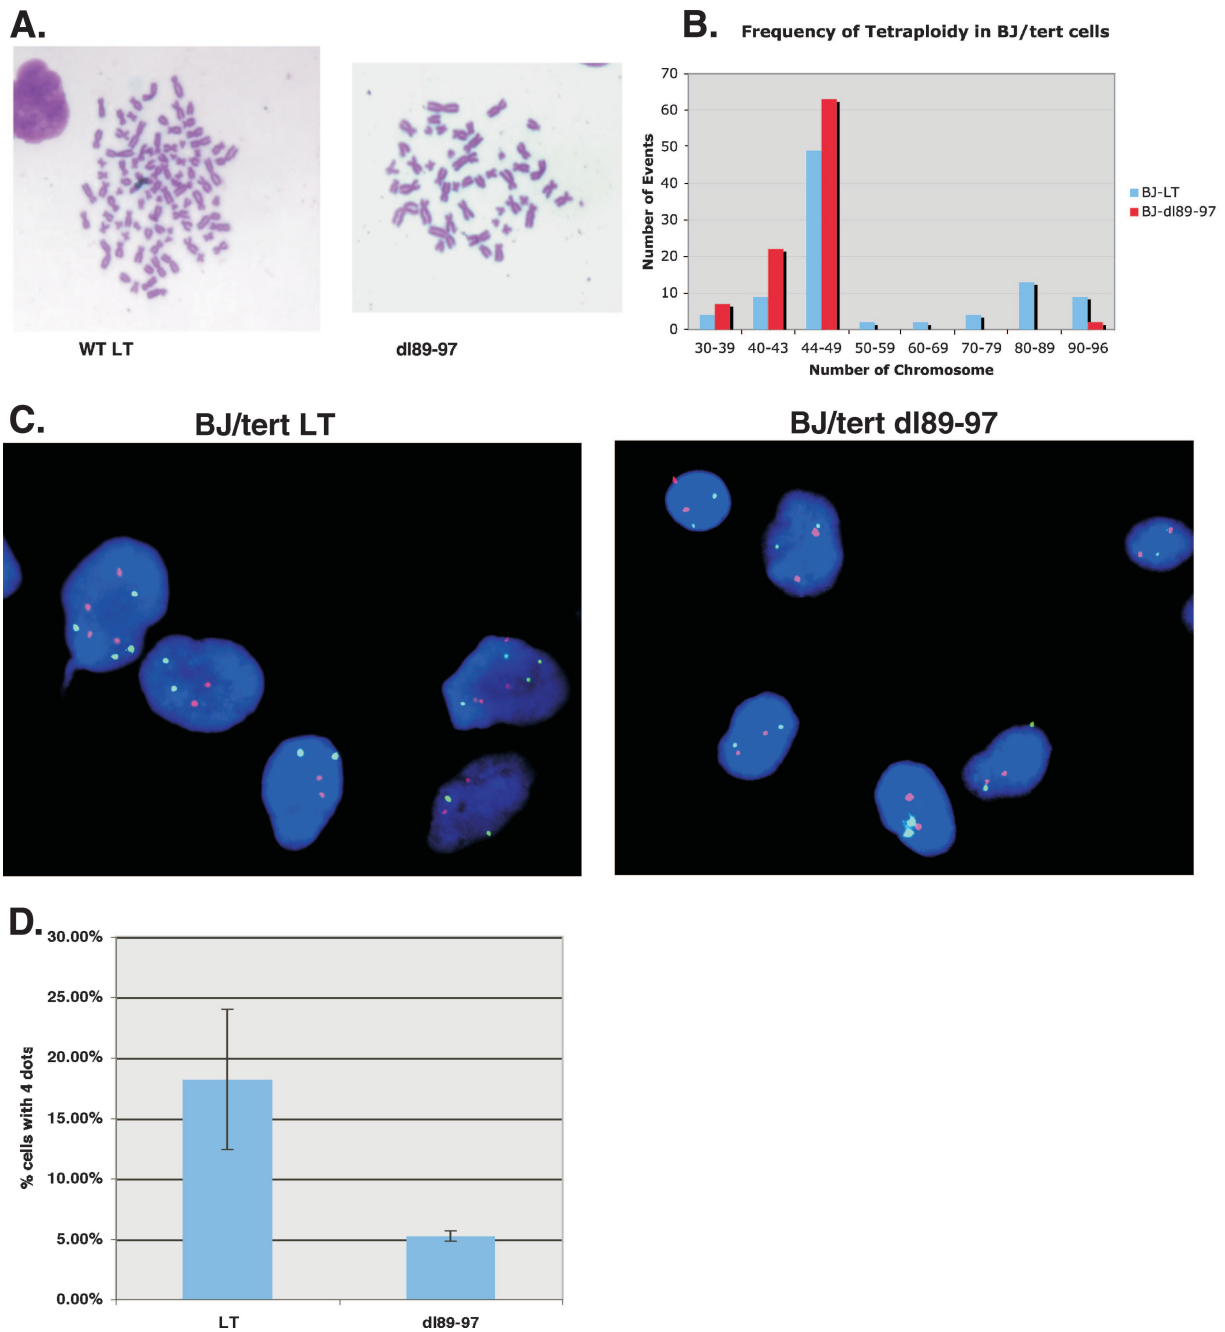 A.
WT LT
dl89-97
B.
Frequency of Tetraploidy in BJ/tert cells
Number of Events
70
60
50
40
30
20
10
0
30-39 40-43 44-49 50-59 60-69 70-79 80-89 90-96
Number of Chromosome
BJ-LT
BJ-dl89-97
C.
BJ/tert LT
BJ/tert dl89-97
D.
% cells with 4 dots
30.00%
25.00%
20.00%
15.00%
10.00%
5.00%
0.00%
LT dl89-97